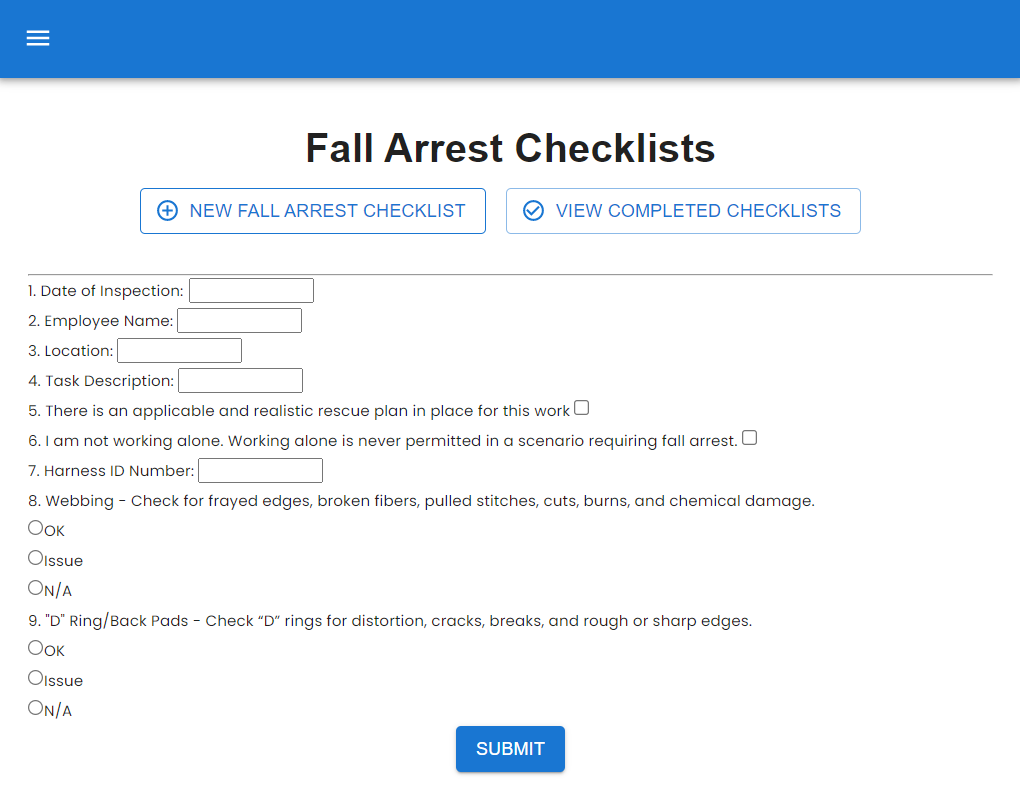 Fall Arrest Checklists
NEW FALL ARREST CHECKLIST
VIEW COMPLETED CHECKLISTS
1. Date of Inspection:
2. Employee Name:
3. Location:
4. Task Description:
5. There is an applicable and realistic rescue plan in place for this work
6. I am not working alone. Working alone is never permitted in a scenario requiring fall arrest.
7. Harness ID Number:
8. Webbing - Check for frayed edges, broken fibers, pulled stitches, cuts, burns, and chemical damage.
OK
Issue
N/A
9. "D" Ring/Back Pads - Check “D” rings for distortion, cracks, breaks, and rough or sharp edges.
OK
Issue
N/A
SUBMIT